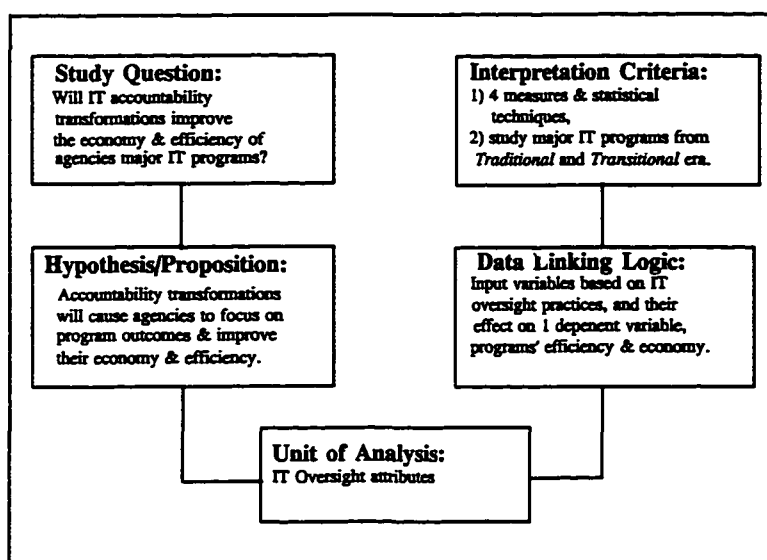 Study Question:
Will IT accountability
transformations improve
the economy & efficiency of
agencies major IT programs?
Interpretation Criteria:
1) 4 measures & statistical
techniques,
2) study major IT programs from
Traditional and Transitional era.
Hypothesis/Proposition:
Accountability transformations
will cause agencies to focus on
program outcomes & improve
their economy & efficiency.
Data Linking Logic:
Input variables based on IT
oversight practices, and their
effect on 1 depenent variable,
programs' efficiency & economy.
Unit of Analysis:
IT Oversight attributes